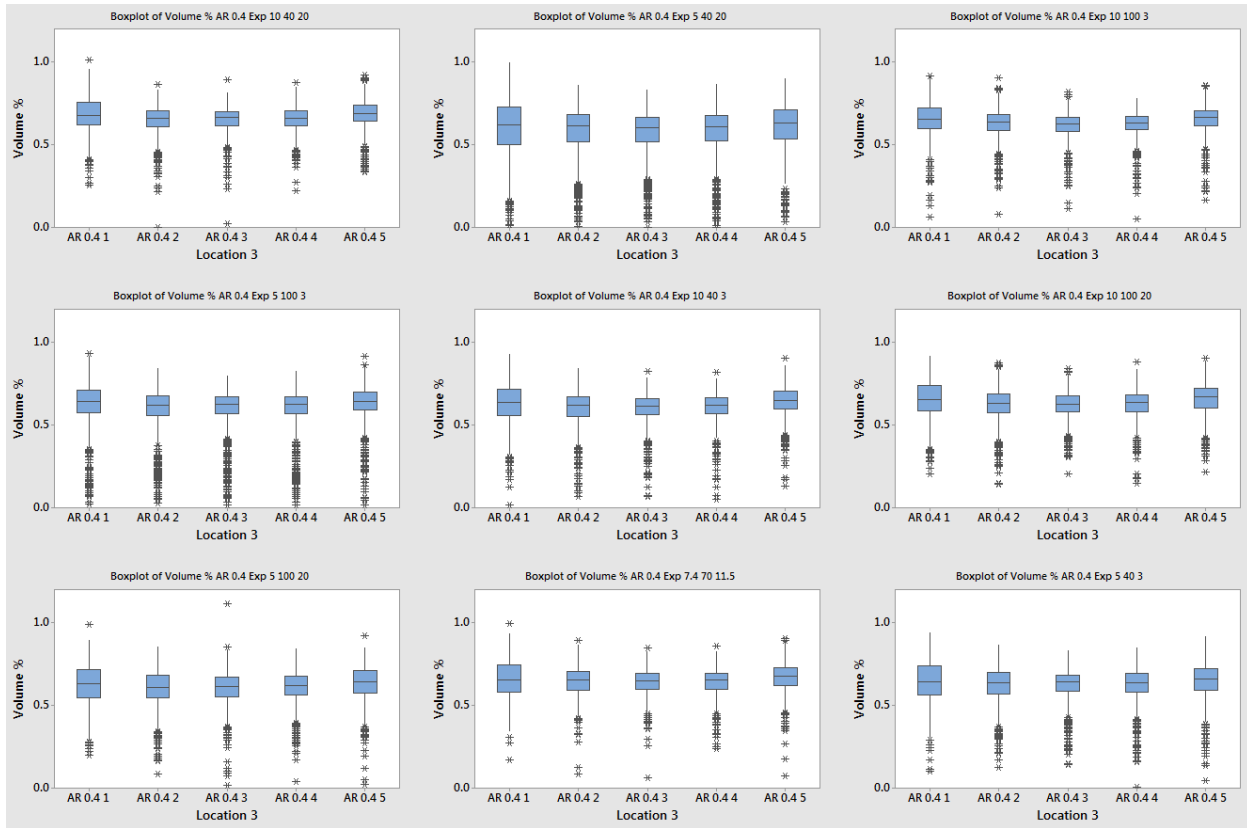 Boxplot of Volume % AR 0.4 Exp 10 40 20
Volume %
1.0
0.5
0.0
AR 0.4 1 AR 0.4 2 AR 0.4 3 AR 0.4 4 AR 0.4 5
Location 3
Boxplot of Volume % AR 0.4 Exp 5 40 20
Volume %
1.0
0.5
0.0
AR 0.4 1 AR 0.4 2 AR 0.4 3 AR 0.4 4 AR 0.4 5
Location 3
Boxplot of Volume % AR 0.4 Exp 10 100 3
Volume %
1.0
0.5
0.0
AR 0.4 1 AR 0.4 2 AR 0.4 3 AR 0.4 4 AR 0.4 5
Location 3
Boxplot of Volume % AR 0.4 Exp 5 100 3
Volume %
1.0
0.5
0.0
AR 0.4 1 AR 0.4 2 AR 0.4 3 AR 0.4 4 AR 0.4 5
Location 3
Boxplot of Volume % AR 0.4 Exp 10 40 3
Volume %
1.0
0.5
0.0
AR 0.4 1 AR 0.4 2 AR 0.4 3 AR 0.4 4 AR 0.4 5
Location 3
Boxplot of Volume % AR 0.4 Exp 10 100 20
Volume %
1.0
0.5
0.0
AR 0.4 1 AR 0.4 2 AR 0.4 3 AR 0.4 4 AR 0.4 5
Location 3
Boxplot of Volume % AR 0.4 Exp 5 100 20
Volume %
1.0
0.5
0.0
AR 0.4 1 AR 0.4 2 AR 0.4 3 AR 0.4 4 AR 0.4 5
Location 3
Boxplot of Volume % AR 0.4 Exp 7.4 70 11.5
Volume %
1.0
0.5
0.0
AR 0.4 1 AR 0.4 2 AR 0.4 3 AR 0.4 4 AR 0.4 5
Location 3
Boxplot of Volume % AR 0.4 Exp 5 40 3
Volume %
1.0
0.5
0.0
AR 0.4 1 AR 0.4 2 AR 0.4 3 AR 0.4 4 AR 0.4 5
Location 3